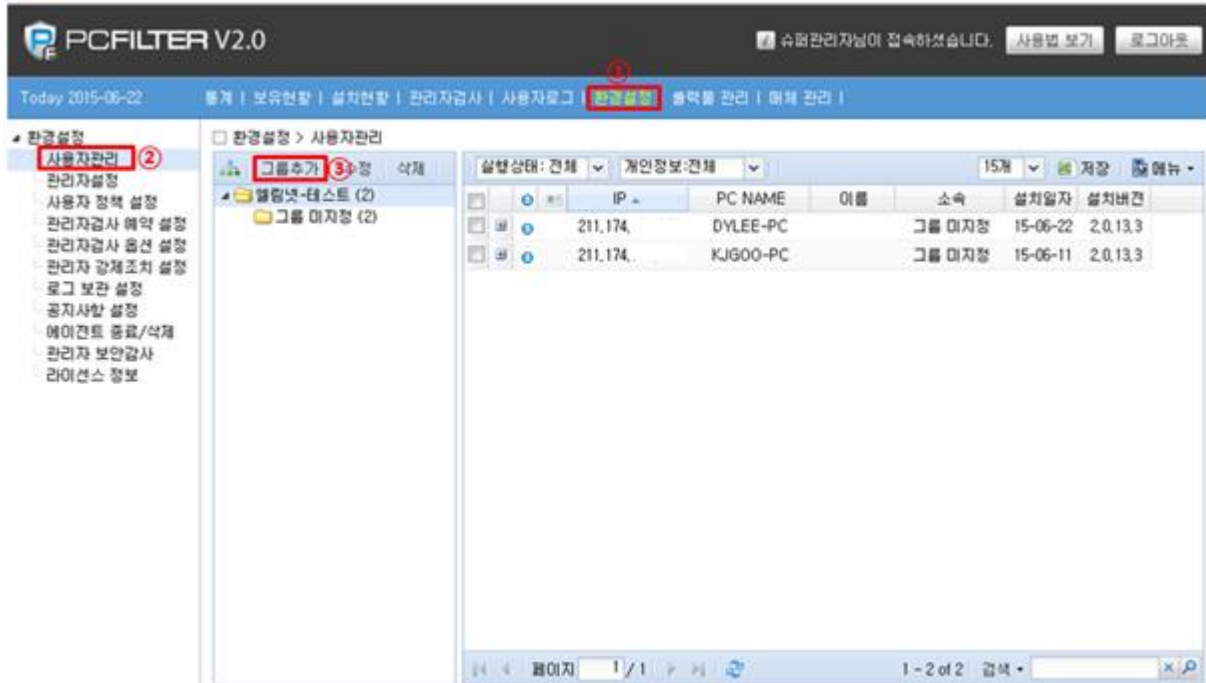 PCFILTER V2.0
슈퍼관리자님이 접속하셨습니다. 사용법 보기 로그아웃
①
Today 2015-06-22 통계 | 보유현황 | 설치현황 | 관리자검사 | 사용자로그 | 환경설정 출력물 관리 | 매체 관리 |
환경설정
사용자관리 ②
관리자설정
사용자 정책 설정
관리자검사 예약 설정
관리자검사 옵션 설정
관리자 강제조치 설정
로그 보관 설정
공지사항 설정
에이젼트 종료/삭제
관리자 보안감사
라이센스 정보
환경설정 > 사용자관리
그룹추가 ③ 정 삭제
엘림넷-테스트 (2)
그룹 미지정 (2)
실행상태: 전체 개인정보:전체 15개 저장 메뉴
IP PC NAME 이름 소속 설치일자 설치버전
211,174, DYLEE-PC 그룹 미지정 15-06-22 2,0,13,3
211,174, KJGOO-PC 그룹 미지정 15-06-11 2,0,13,3
페이지 1 / 1 1 - 2 of 2 검색